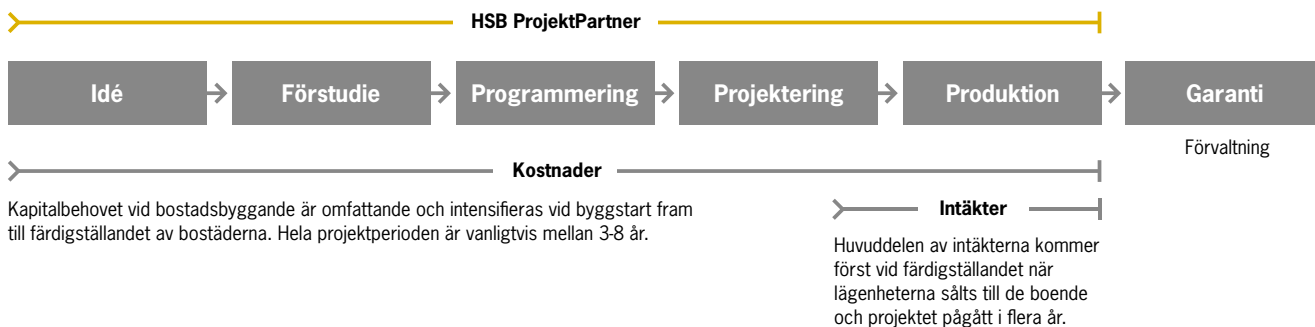 HSB ProjektPartner
Idé
Förstudie
Programmering
Projektering
Produktion
Garanti
Förvaltning
Kostnader
Kapitalbehovet vid bostadsbyggande är omfattande och intensifieras vid byggstart fram
till färdigställandet av bostäderna. Hela projektperioden är vanligtvis mellan 3-8 år.
Intäkter
Huvuddelen av intäkterna kommer
först vid färdigställandet när
lägenheterna sålts till de boende
och projektet pågått i flera år.